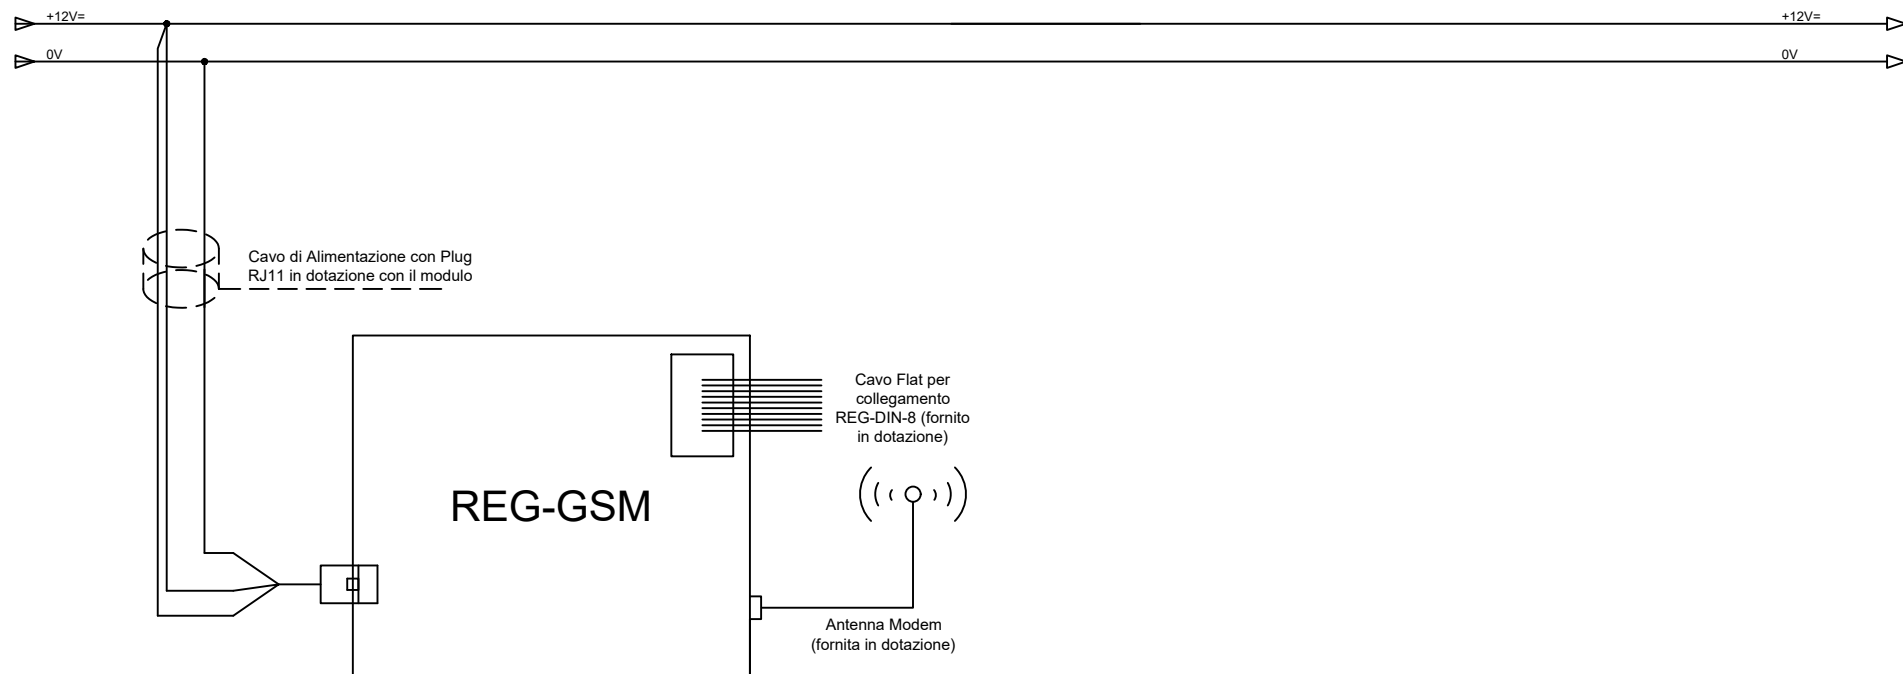 +12V=
+12V=
0V
0V
Cavo di Alimentazione con Plug
RJ11 in dotazione con il modulo
Cavo Flat per
collegamento
REG-DIN-8 (fornito
in dotazione)
REG-GSM
Antenna Modem
(fornita in dotazione)